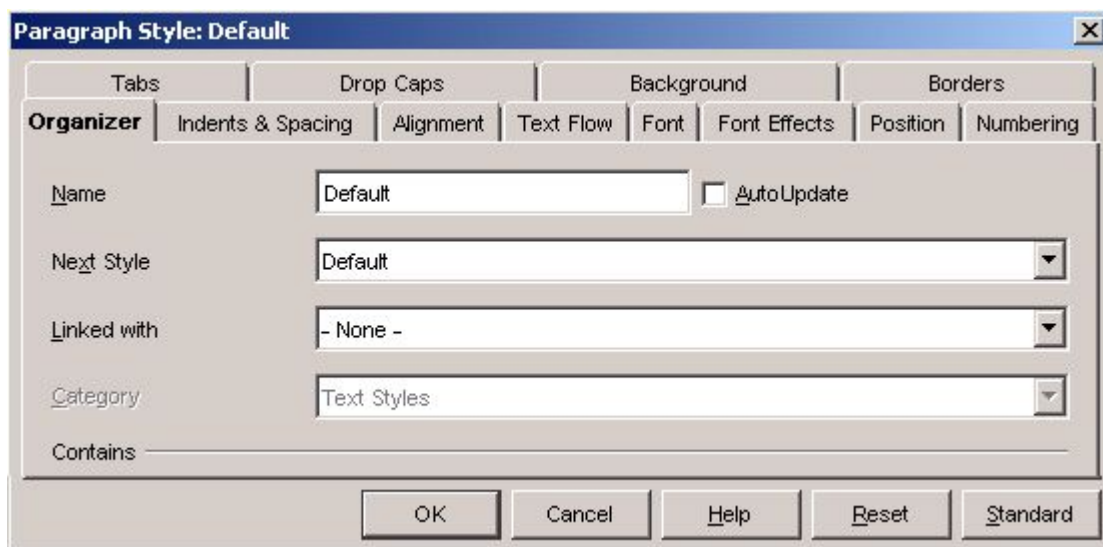 Paragraph Style: Default
Tabs Drop Caps Background Borders
Organizer Indents & Spacing Alignment Text Flow Font Font Effects Position Numbering
Name Default AutoUpdate
Next Style Default
Linked with - None -
Category Text Styles
Contains
OK Cancel Help Reset Standard